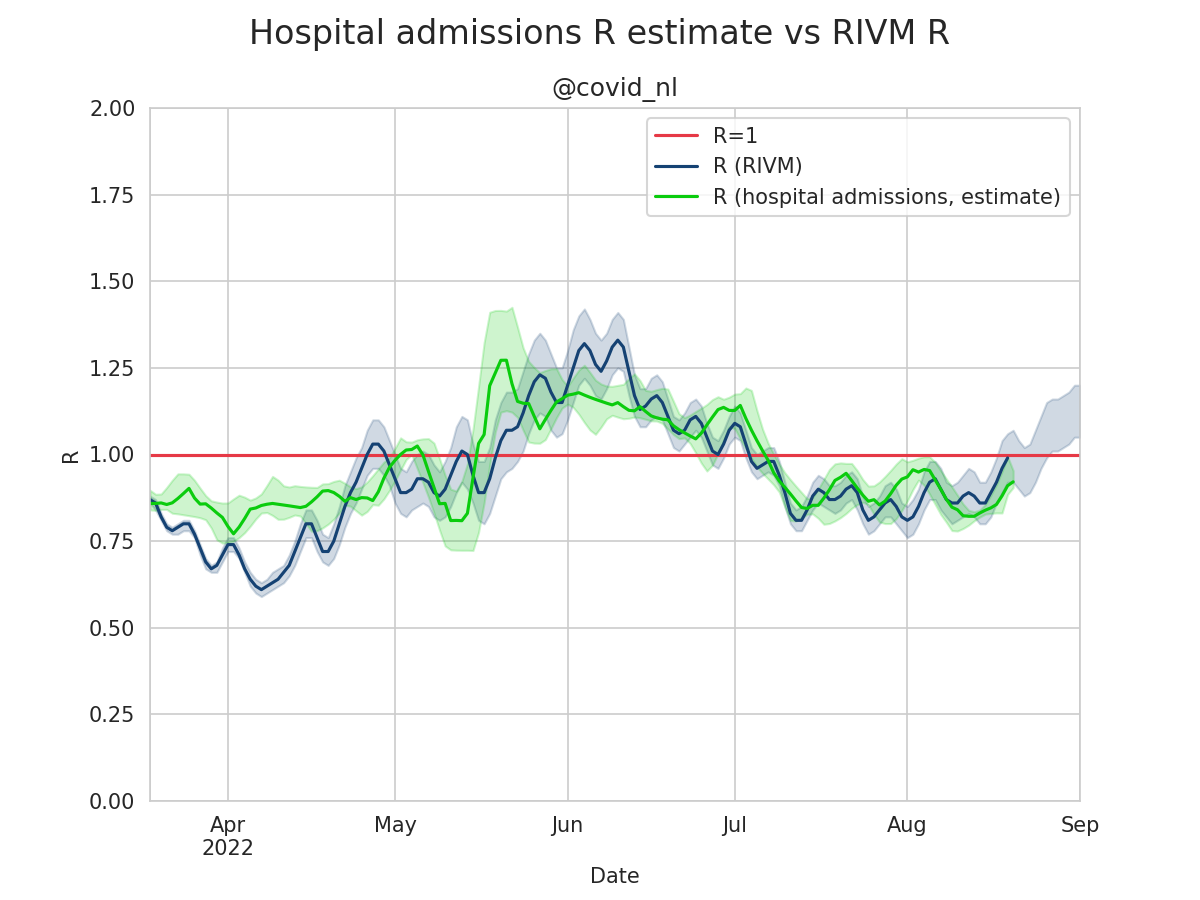 Hospital admissions R estimate vs RIVM R
@covid_nl
R=1
R (RIVM)
R (hospital admissions, estimate)
2.00
1.75
1.50
1.25
1.00
0.75
0.50
0.25
0.00
R
Apr May Jun Jul Aug Sep
2022
Date